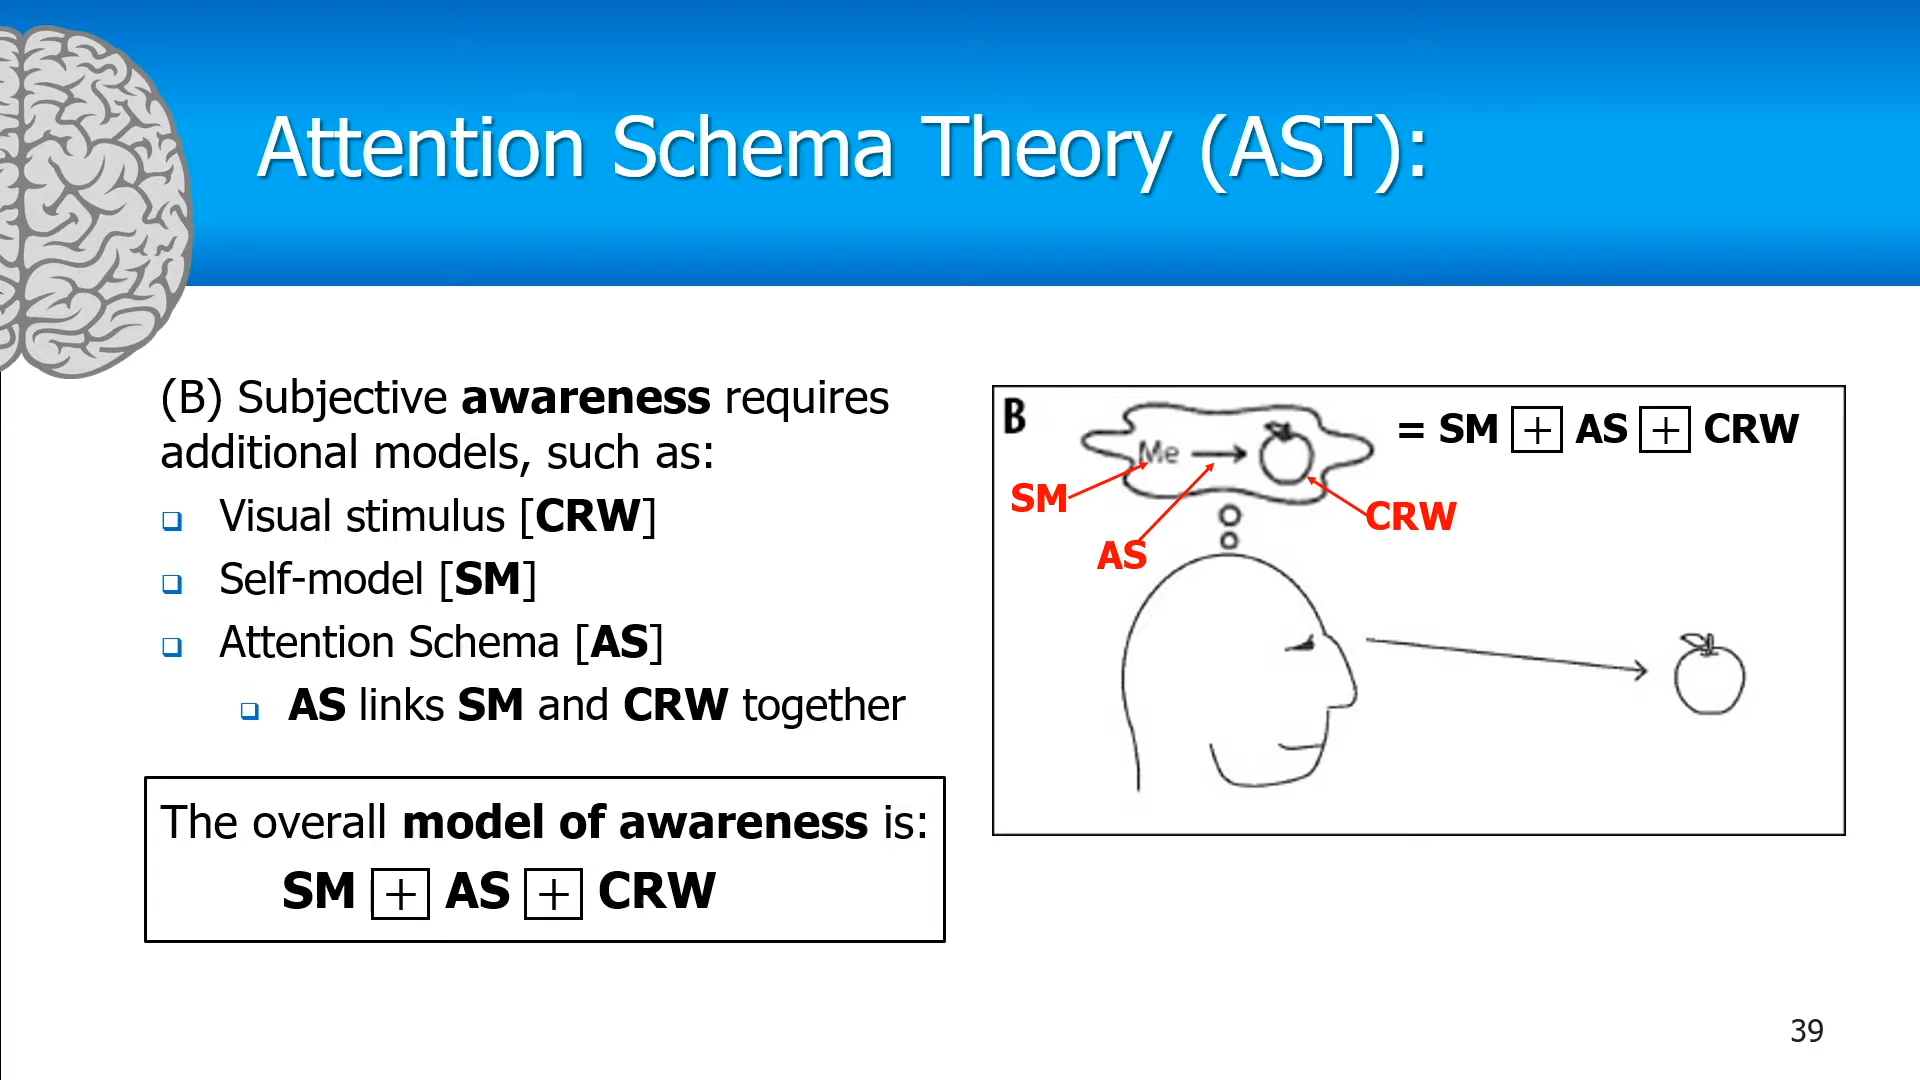 Attention Schema Theory (AST):
(B) Subjective awareness requires
additional models, such as:
❑ Visual stimulus [CRW]
❑ Self-model [SM]
❑ Attention Schema [AS]
❑ AS links SM and CRW together
The overall model of awareness is:
SM + AS + CRW
B
Me
= SM + AS + CRW
SM
CRW
AS
39